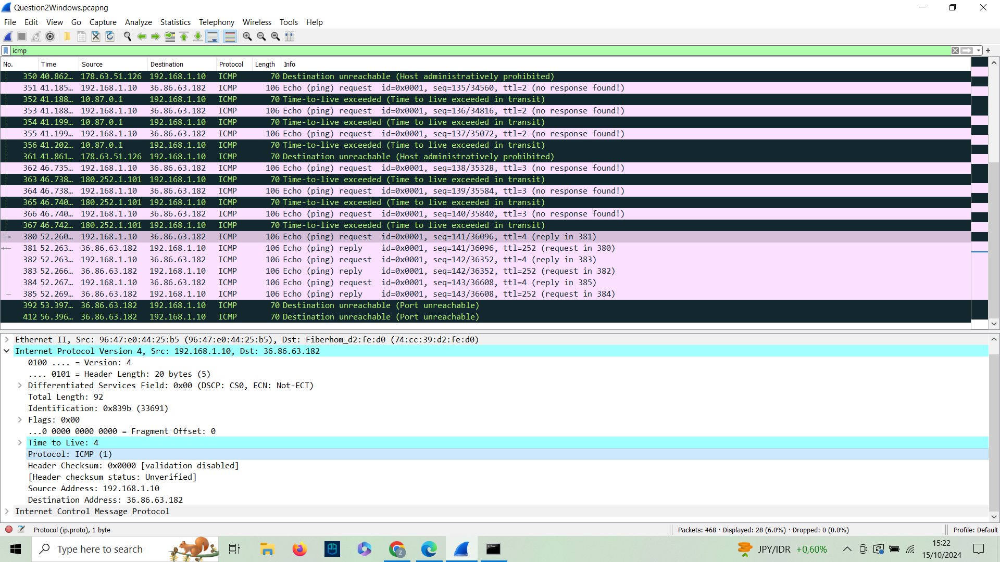 Question2Windows.pcapng
File Edit View Go Capture Analyze Statistics Telephony Wireless Tools Help
icmp
No. Time Source Destination Protocol Length Info
350 40.862… 178.63.51.126 192.168.1.10 ICMP 70 Destination unreachable (Host administratively prohibited)
351 41.185… 192.168.1.10 36.86.63.182 ICMP 106 Echo (ping) request id=0x0001, seq=135/34560, ttl=2 (no response found!)
352 41.188… 10.87.0.1 192.168.1.10 ICMP 70 Time-to-live exceeded (Time to live exceeded in transit)
353 41.188… 192.168.1.10 36.86.63.182 ICMP 106 Echo (ping) request id=0x0001, seq=136/34816, ttl=2 (no response found!)
354 41.199… 10.87.0.1 192.168.1.10 ICMP 70 Time-to-live exceeded (Time to live exceeded in transit)
355 41.199… 192.168.1.10 36.86.63.182 ICMP 106 Echo (ping) request id=0x0001, seq=137/35072, ttl=2 (no response found!)
356 41.202… 10.87.0.1 192.168.1.10 ICMP 70 Time-to-live exceeded (Time to live exceeded in transit)
361 41.861… 178.63.51.126 192.168.1.10 ICMP 70 Destination unreachable (Host administratively prohibited)
362 46.735… 192.168.1.10 36.86.63.182 ICMP 106 Echo (ping) request id=0x0001, seq=138/35328, ttl=3 (no response found!)
363 46.738… 180.252.1.101 192.168.1.10 ICMP 70 Time-to-live exceeded (Time to live exceeded in transit)
364 46.738… 192.168.1.10 36.86.63.182 ICMP 106 Echo (ping) request id=0x0001, seq=139/35584, ttl=3 (no response found!)
365 46.740… 180.252.1.101 192.168.1.10 ICMP 70 Time-to-live exceeded (Time to live exceeded in transit)
366 46.740… 192.168.1.10 36.86.63.182 ICMP 106 Echo (ping) request id=0x0001, seq=140/35840, ttl=3 (no response found!)
367 46.742… 180.252.1.101 192.168.1.10 ICMP 70 Time-to-live exceeded (Time to live exceeded in transit)
380 52.260… 192.168.1.10 36.86.63.182 ICMP 106 Echo (ping) request id=0x0001, seq=141/36096, ttl=4 (reply in 381)
381 52.263… 36.86.63.182 192.168.1.10 ICMP 106 Echo (ping) reply id=0x0001, seq=141/36096, ttl=252 (request in 380)
382 52.263… 192.168.1.10 36.86.63.182 ICMP 106 Echo (ping) request id=0x0001, seq=142/36352, ttl=4 (reply in 383)
383 52.266… 36.86.63.182 192.168.1.10 ICMP 106 Echo (ping) reply id=0x0001, seq=142/36352, ttl=252 (request in 382)
384 52.267… 192.168.1.10 36.86.63.182 ICMP 106 Echo (ping) request id=0x0001, seq=143/36608, ttl=4 (reply in 385)
385 52.269… 36.86.63.182 192.168.1.10 ICMP 106 Echo (ping) reply id=0x0001, seq=143/36608, ttl=252 (request in 384)
392 53.397… 36.86.63.182 192.168.1.10 ICMP 70 Destination unreachable (Port unreachable)
412 56.396… 36.86.63.182 192.168.1.10 ICMP 70 Destination unreachable (Port unreachable)
Ethernet II, Src: 96:47:e0:44:25:b5 (96:47:e0:44:25:b5), Dst: Fiberhom_d2:fe:d0 (74:cc:39:d2:fe:d0)
Internet Protocol Version 4, Src: 192.168.1.10, Dst: 36.86.63.182
0100 .... = Version: 4
.... 0101 = Header Length: 20 bytes (5)
Differentiated Services Field: 0x00 (DSCP: CS0, ECN: Not-ECT)
Total Length: 92
Identification: 0x839b (33691)
Flags: 0x00
...0 0000 0000 0000 = Fragment Offset: 0
Time to Live: 4
Protocol: ICMP (1)
Header Checksum: 0x0000 [validation disabled]
[Header checksum status: Unverified]
Source Address: 192.168.1.10
Destination Address: 36.86.63.182
Internet Control Message Protocol
Protocol (ip.proto), 1 byte
Packets: 468 · Displayed: 28 (6.0%) · Dropped: 0 (0.0%)
Profile: Default
Type here to search
JPY/IDR +0,60%
15:22
15/10/2024